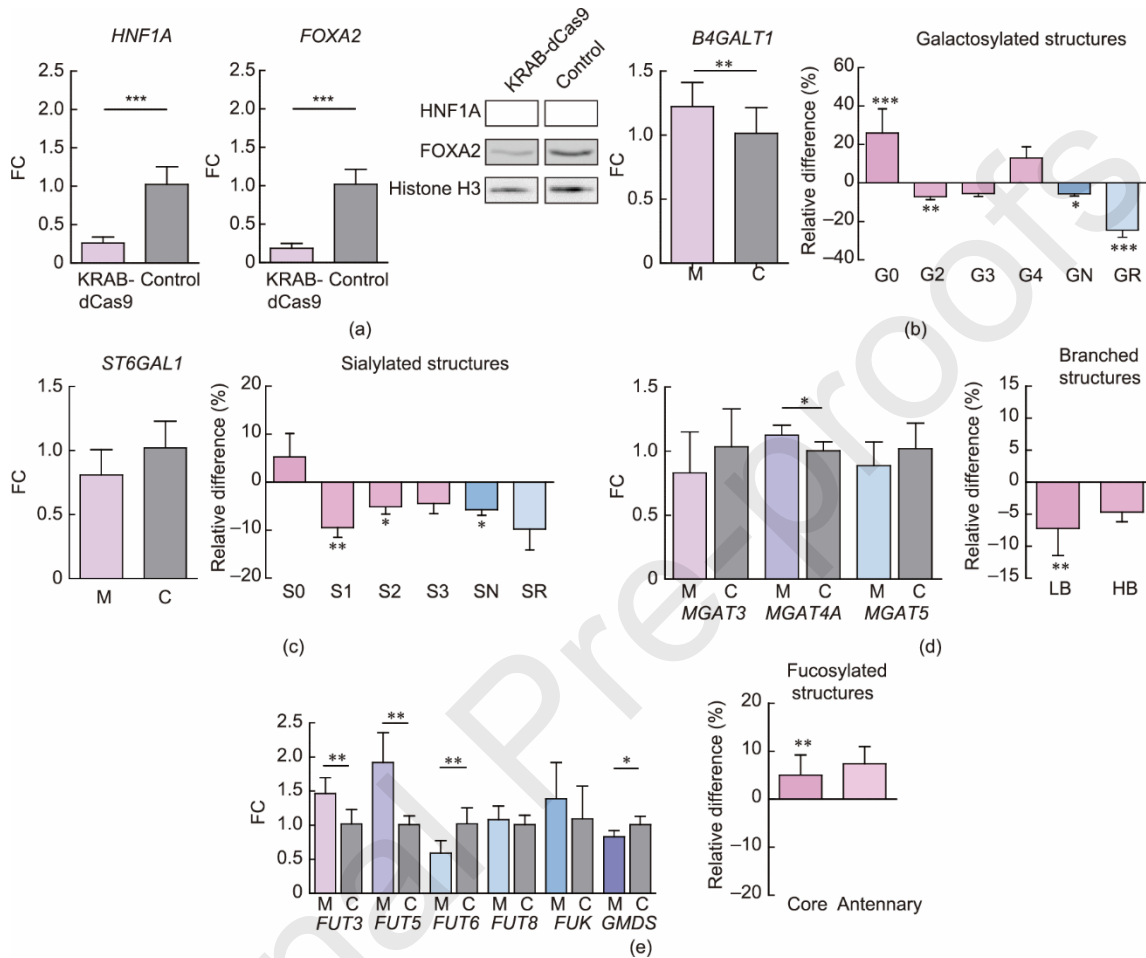 HNF1A
FC
2.5
2.0
1.5
1.0
0.5
0
***
KRAB-dCas9
Control
FOXA2
FC
2.5
2.0
1.5
1.0
0.5
0
***
KRAB-dCas9
Control
KRAB-dCas9
Control
HNF1A
FOXA2
Histone H3
(a)
B4GALT1
FC
1.5
1.0
0.5
0
**
M C
Galactosylated structures
Relative difference (%)
60
40
20
0
–20
–40
60
***
**
*
***
G0 G2 G3 G4 GN GR
(b)
ST6GAL1
FC
1.5
1.0
0.5
0
M C
Sialylated structures
Relative difference (%)
20
10
0
–10
–20
**
*
*
S0 S1 S2 S3 SN SR
(c)
FC
1.5
1.0
0.5
0
*
M C M C M C
MGAT3 MGAT4A MGAT5
Branched
structures
Relative difference (%)
15
10
5
0
–5
–10
–15
**
LB HB
(d)
FC
2.5
2.0
1.5
1.0
0.5
0
**
**
**
*
M C M C M C M C M C M C
FUT3 FUT5 FUT6 FUT8 FUK GMDS
Fucosylated
structures
Relative difference (%)
20
10
0
–10
–20
**
Core Antennary
(e)
nal Pre-proofs